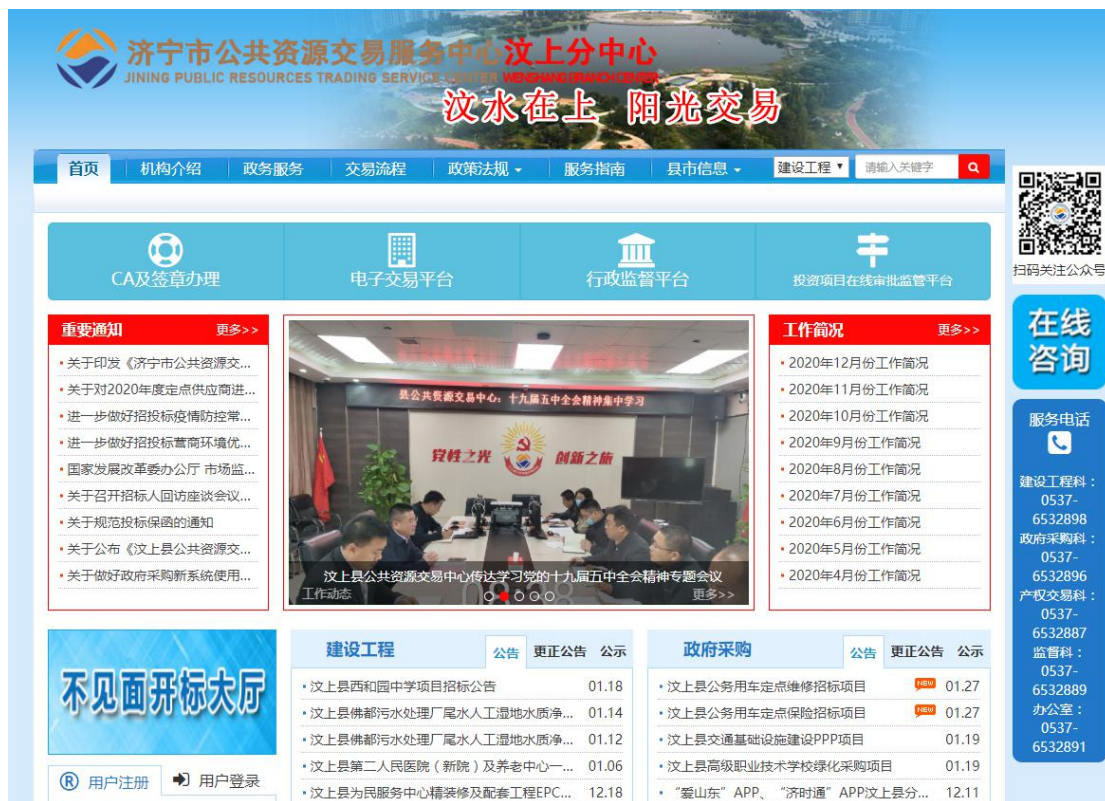 济宁市公共资源交易服务中心汶上分中心
JINING PUBLIC RESOURCES TRADING SERVICE CENTER WENSHANG BRANCH CENTER
汶水在上 阳光交易
首页 机构介绍 政务服务 交易流程 政策法规 服务指南 县市信息 建设工程 请输入关键字
扫码关注公众号
CA及签章办理 电子交易平台 行政监督平台 投资项目在线审批监管平台
在线
咨询
重要通知 更多>>
关于印发《济宁市公共资源交...
关于对2020年度定点供应商进...
进一步做好招投标疫情防控常...
进一步做好招投标营商环境优...
国家发展改革委办公厅 市场监...
关于召开招标人回访座谈会议...
关于规范投标保函的通知
关于公布《汶上县公共资源交...
关于做好政府采购新系统使用...
县公共资源交易中心：十九届五中全会精神集中学习
党性之光 创新之旅
汶上县公共资源交易中心传达学习党的十九届五中全会精神专题会议
工作动态 更多>>
工作简况 更多>>
2020年12月份工作简况
2020年11月份工作简况
2020年10月份工作简况
2020年9月份工作简况
2020年8月份工作简况
2020年7月份工作简况
2020年6月份工作简况
2020年5月份工作简况
2020年4月份工作简况
服务电话
建设工程科：
0537-
6532898
政府采购科：
0537-
6532896
产权交易科：
0537-
6532887
监督科：
0537-
6532889
办公室：
0537-
6532891
不见面开标大厅
R 用户注册 用户登录
建设工程 公告 更正公告 公示
汶上县西和园中学项目招标公告 01.18
汶上县佛都污水处理厂尾水人工湿地水质净... 01.14
汶上县佛都污水处理厂尾水人工湿地水质净... 01.12
汶上县第二人民医院（新院）及养老中心一... 01.06
汶上县为民服务中心精装修及配套工程EPC... 12.18
政府采购 公告 更正公告 公示
汶上县公务用车定点维修招标项目 NEW 01.27
汶上县公务用车定点保险招标项目 NEW 01.27
汶上县交通基础设施建设PPP项目 01.19
汶上县高级职业技术学校绿化采购项目 01.19
“爱山东”APP、“济时通”APP汶上县分... 12.11